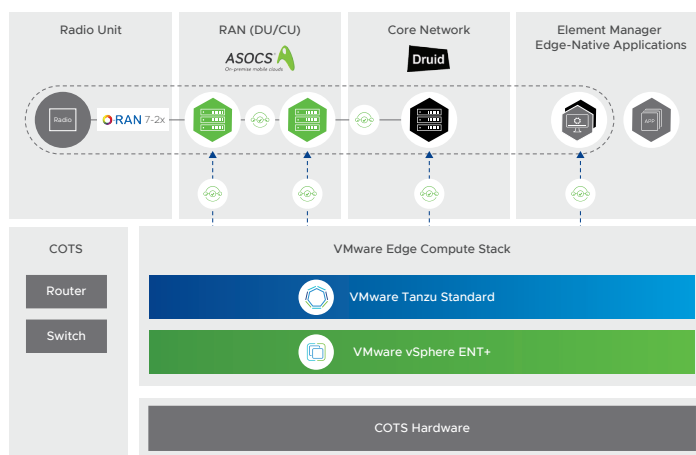 Radio Unit
RAN (DU/CU)
Core Network
Element Manager
Edge-Native Applications
ASOCS
On-premise mobile clouds
Druid
Radio
O-RAN 7-2x
APP
COTS
Router
Switch
VMware Edge Compute Stack
VMware Tanzu Standard
VMware vSphere ENT+
COTS Hardware